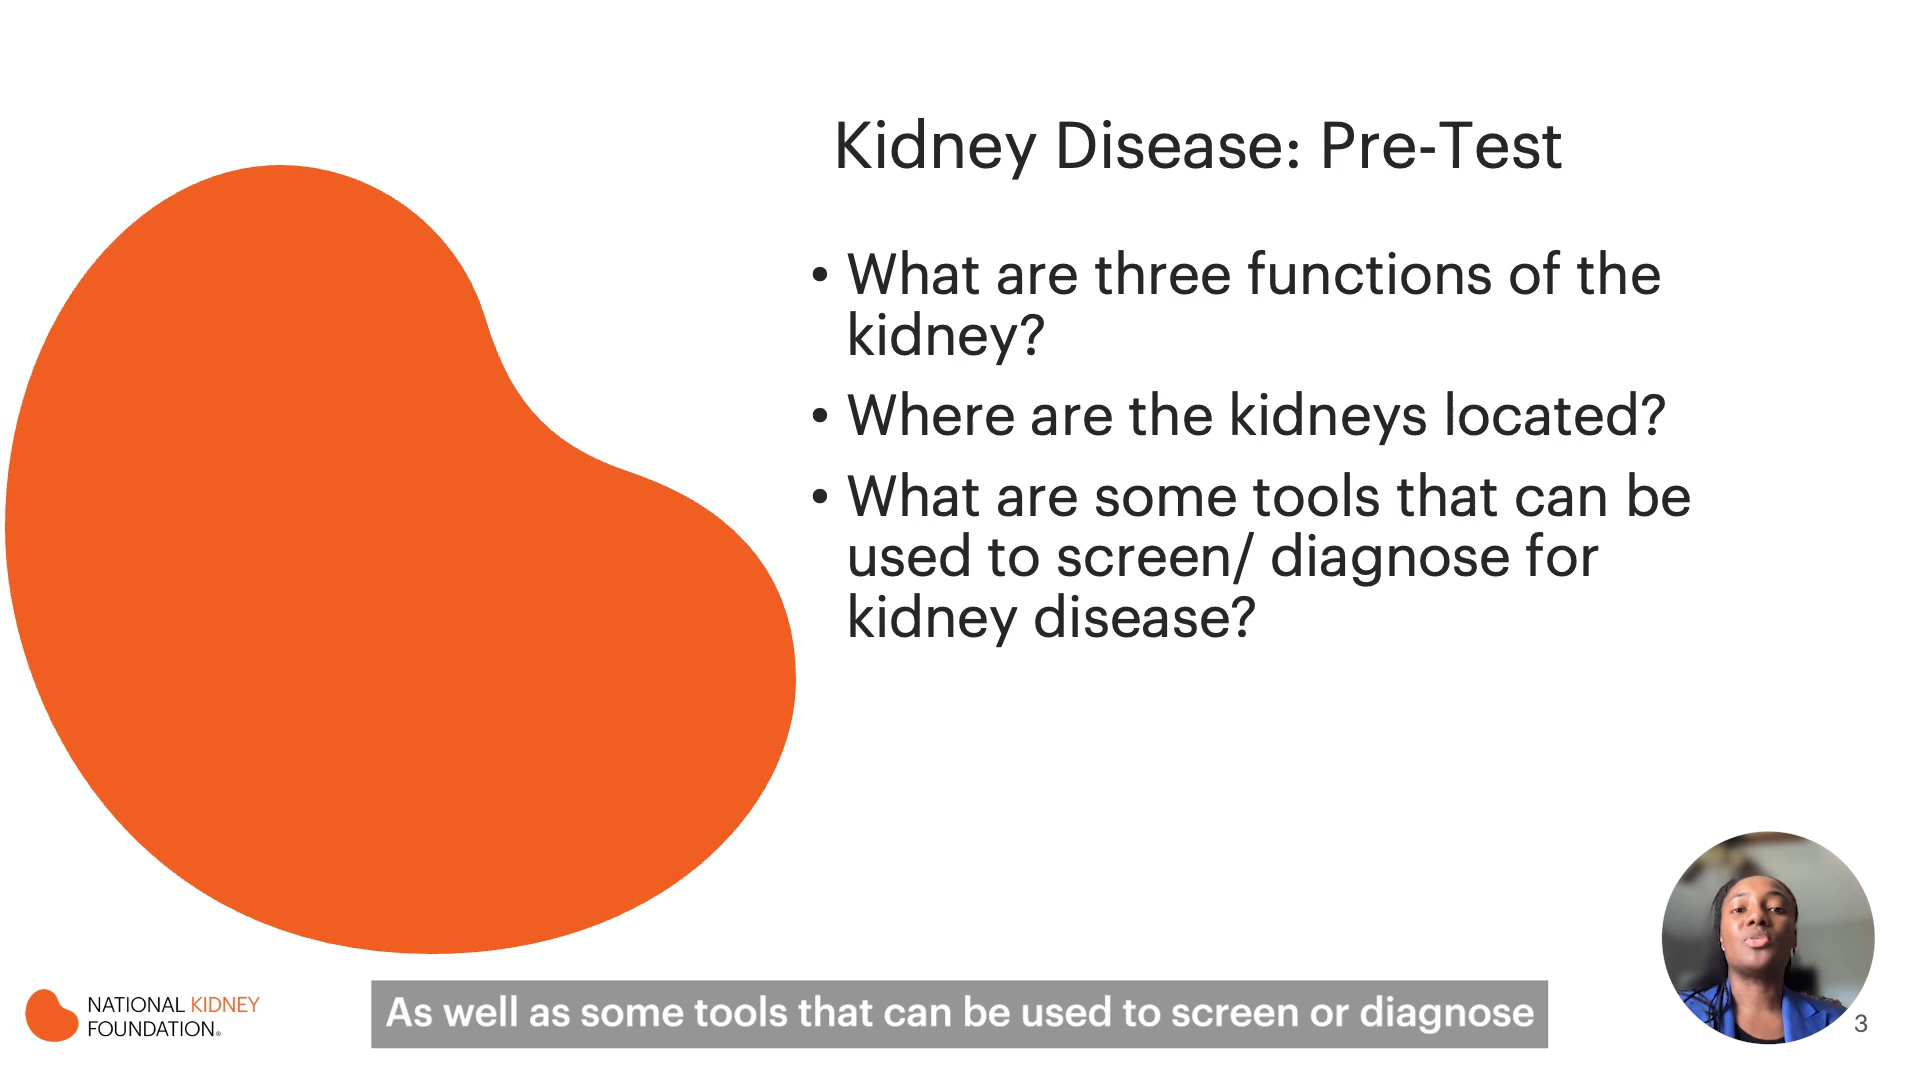 Kidney Disease: Pre-Test
• What are three functions of the
kidney?
• Where are the kidneys located?
• What are some tools that can be
used to screen/ diagnose for
kidney disease?
NATIONAL KIDNEY
FOUNDATION®
As well as some tools that can be used to screen or diagnose
3